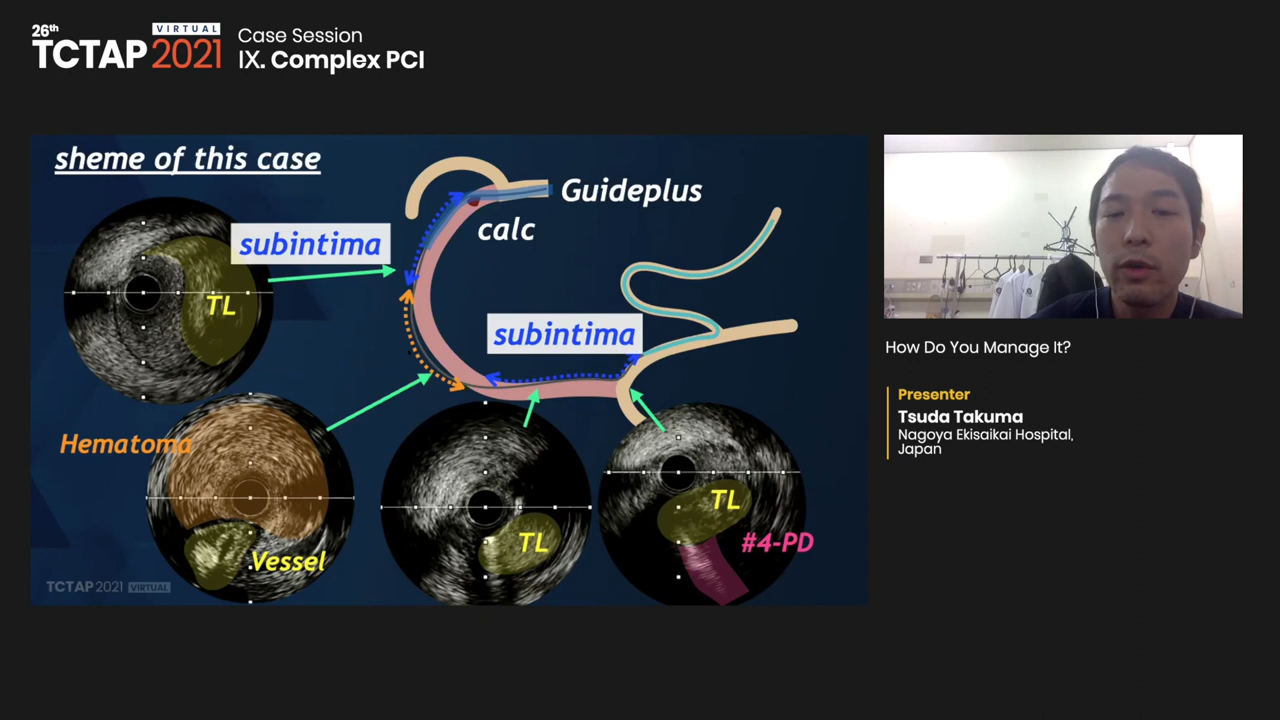 26th
VIRTUAL
TCTAP 2021
Case Session
IX. Complex PCI
sheme of this case
Guideplus
calc
subintima
TL
subintima
Hematoma
Vessel
TL
TL
#4-PD
TCTAP 2021 VIRTUAL
How Do You Manage It?
Presenter
Tsuda Takuma
Nagoya Ekisaikai Hospital,
Japan